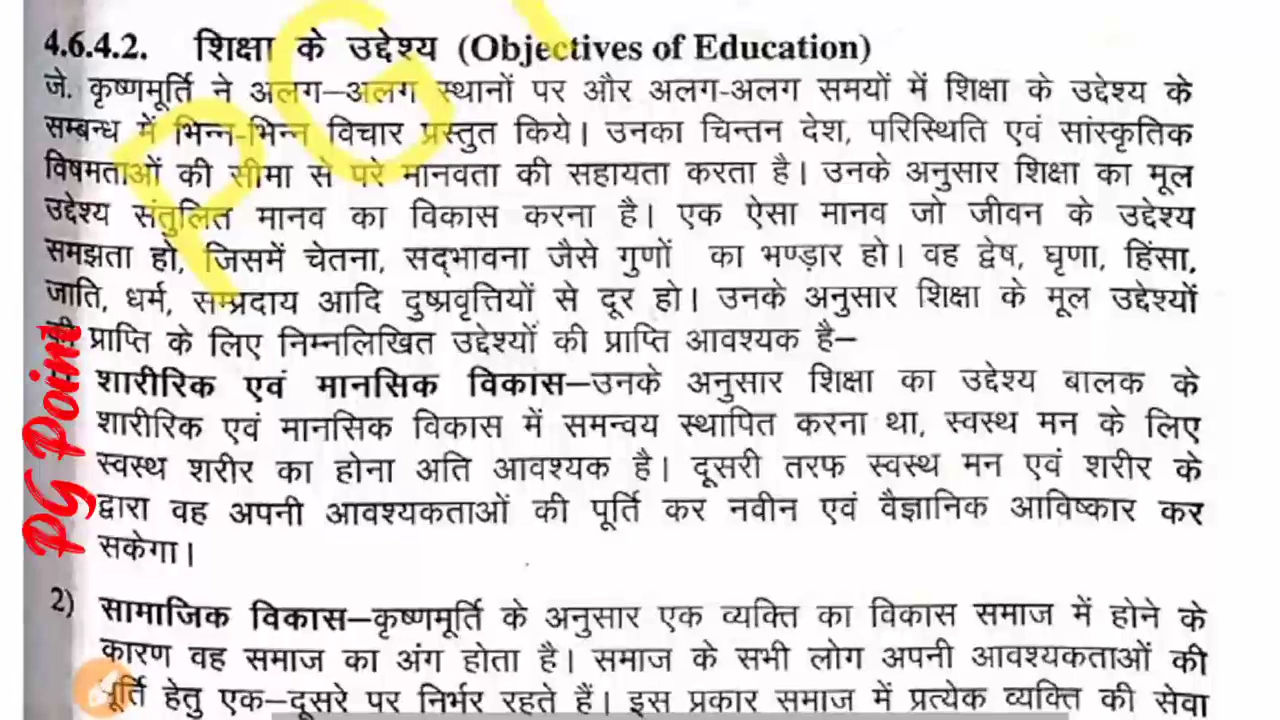 4.6.4.2. शिक्षा के उद्देश्य (Objectives of Education)
जे. कृष्णमूर्ति ने अलग–अलग स्थानों पर और अलग-अलग समयों में शिक्षा के उद्देश्य के
सम्बन्ध में भिन्न-भिन्न विचार प्रस्तुत किये। उनका चिन्तन देश, परिस्थिति एवं सांस्कृतिक
विषमताओं की सीमा से परे मानवता की सहायता करता है। उनके अनुसार शिक्षा का मूल
उद्देश्य संतुलित मानव का विकास करना है। एक ऐसा मानव जो जीवन के उद्देश्य
समझता हो, जिसमें चेतना, सद्भावना जैसे गुणों का भण्ड़ार हो। वह द्वेष, घृणा, हिंसा,
जाति, धर्म, सम्प्रदाय आदि दुष्प्रवृत्तियों से दूर हो। उनके अनुसार शिक्षा के मूल उद्देश्यों
प्राप्ति के लिए निम्नलिखित उद्देश्यों की प्राप्ति आवश्यक है–
शारीरिक एवं मानसिक विकास–उनके अनुसार शिक्षा का उद्देश्य बालक के
शारीरिक एवं मानसिक विकास में समन्वय स्थापित करना था, स्वस्थ मन के लिए
स्वस्थ शरीर का होना अति आवश्यक है। दूसरी तरफ स्वस्थ मन एवं शरीर के
द्वारा वह अपनी आवश्यकताओं की पूर्ति कर नवीन एवं वैज्ञानिक आविष्कार कर
सकेगा।
2) सामाजिक विकास–कृष्णमूर्ति के अनुसार एक व्यक्ति का विकास समाज में होने के
कारण वह समाज का अंग होता है। समाज के सभी लोग अपनी आवश्यकताओं की
पूर्ति हेतु एक–दूसरे पर निर्भर रहते हैं। इस प्रकार समाज में प्रत्येक व्यक्ति की सेवा
PG Point
PG